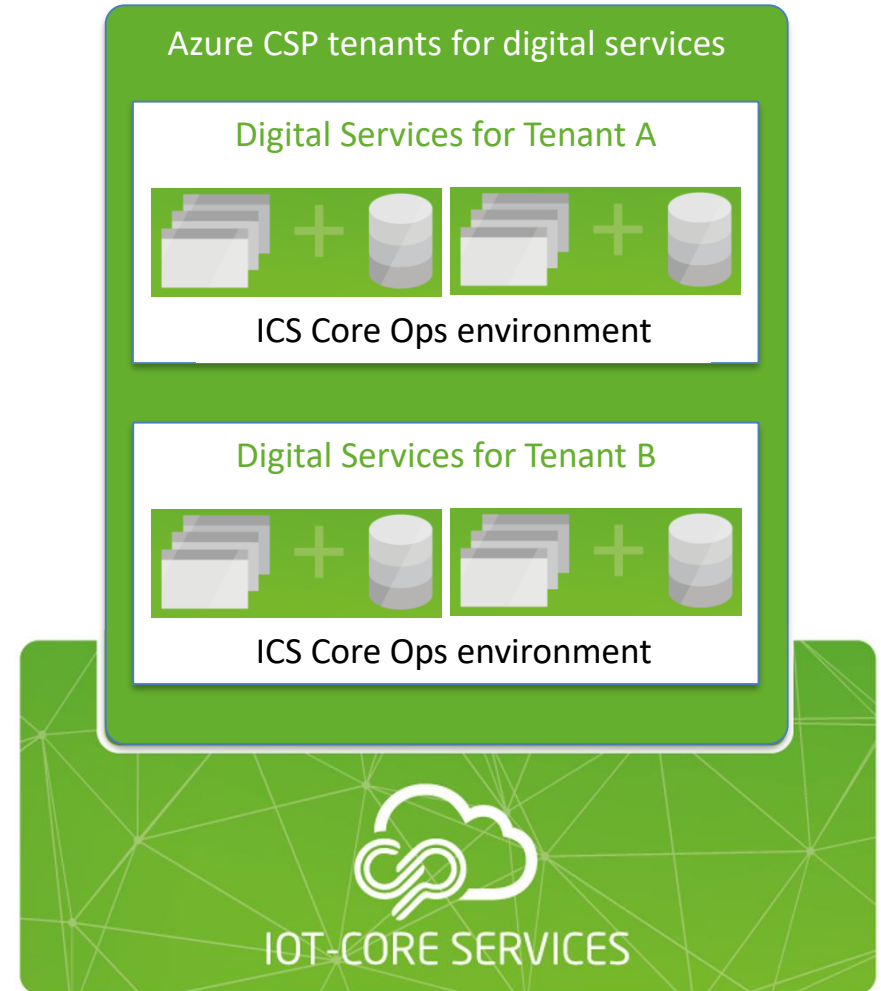 Azure CSP tenants for digital services
Digital Services for Tenant A
ICS Core Ops environment
Digital Services for Tenant B
ICS Core Ops environment
IOT-CORE SERVICES